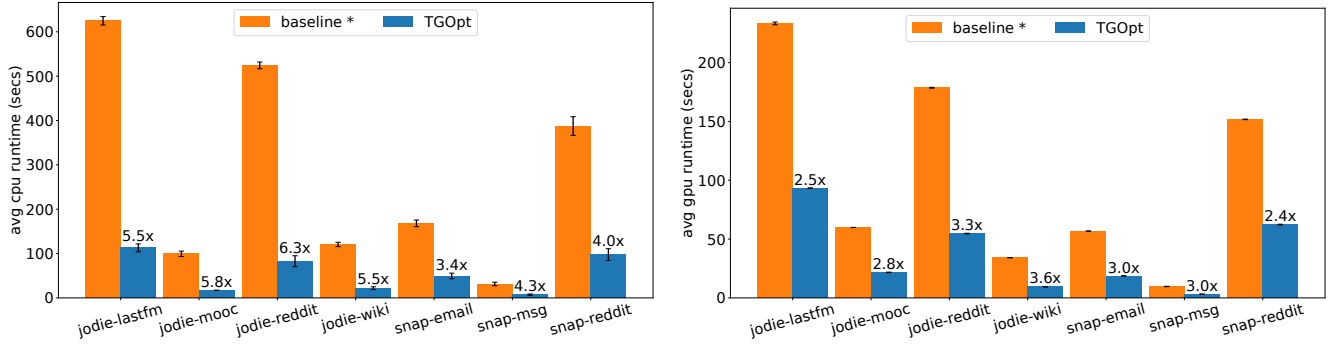 baseline *
TGOpt
avg cpu runtime (secs)
600
500
400
300
200
100
0
5.5x
5.8x
6.3x
5.5x
3.4x
4.3x
4.0x
jodie-lastfm
jodie-mooc
jodie-reddit
jodie-wiki
snap-email
snap-msg
snap-reddit
baseline *
TGOpt
avg gpu runtime (secs)
200
150
100
50
0
2.5x
2.8x
3.3x
3.6x
3.0x
3.0x
2.4x
jodie-lastfm
jodie-mooc
jodie-reddit
jodie-wiki
snap-email
snap-msg
snap-reddit